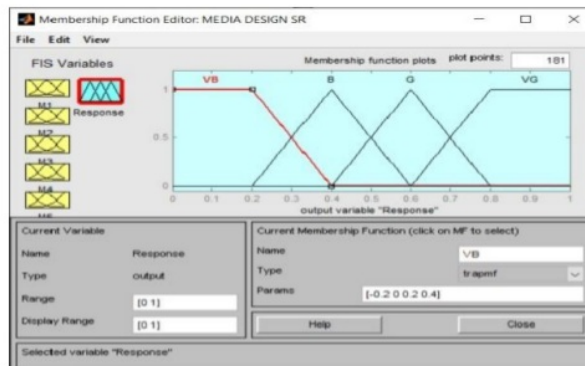 Membership Function Editor: MEDIA DESIGN SR
File Edit View
FIS Variables
Membership function plots plot points: 181
M1
M2
M3
M4
Response
VB B G VG
1
0.5
0
0 0.1 0.2 0.3 0.4 0.5 0.6 0.7 0.8 0.9 1
output variable "Response"
Current Variable
Name Response
Type output
Range [0 1]
Display Range [0 1]
Current Membership Function (click on MF to select)
Name VB
Type trapmf
Params [-0.2 0 0.2 0.4]
Help Close
Selected variable "Response"